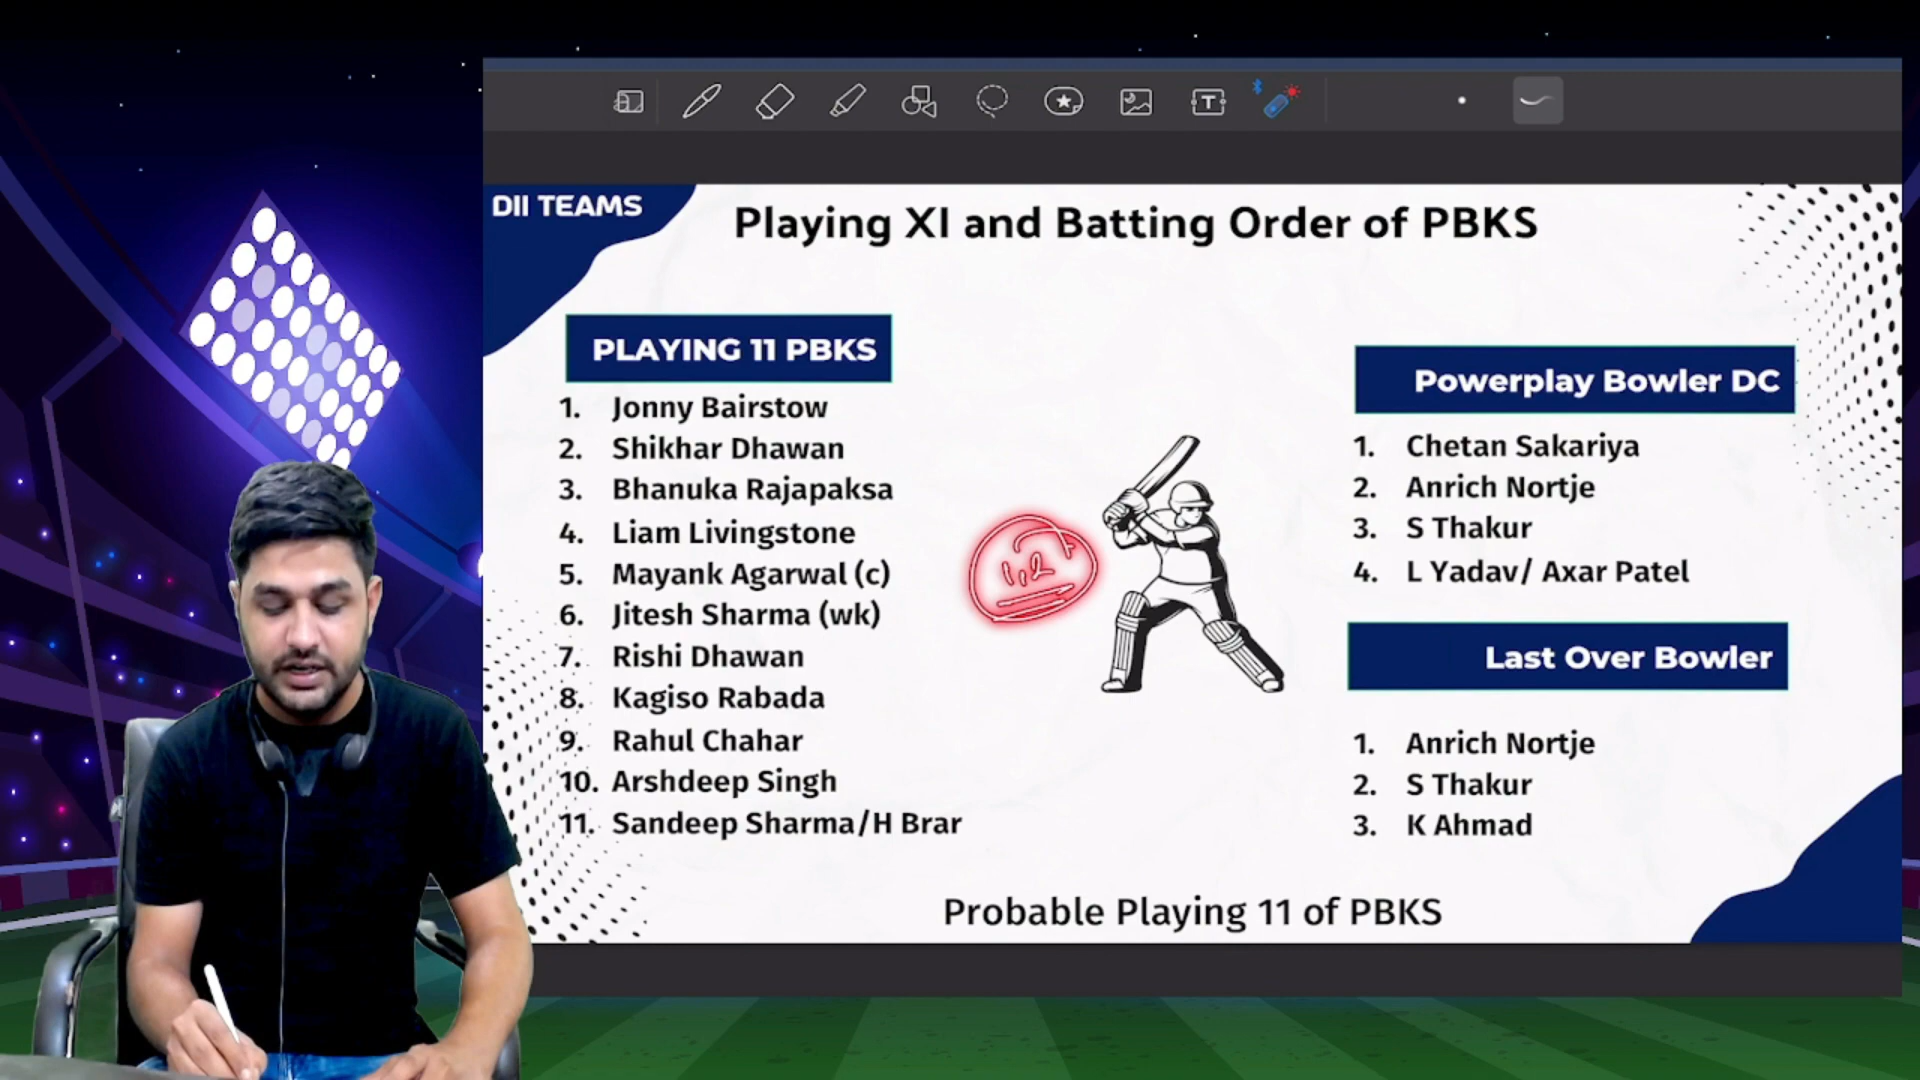 DII TEAMS
Playing XI and Batting Order of PBKS
PLAYING 11 PBKS
1. Jonny Bairstow
2. Shikhar Dhawan
3. Bhanuka Rajapaksa
4. Liam Livingstone
5. Mayank Agarwal (c)
6. Jitesh Sharma (wk)
7. Rishi Dhawan
8. Kagiso Rabada
9. Rahul Chahar
10. Arshdeep Singh
11. Sandeep Sharma/H Brar
1,2
Powerplay Bowler DC
1. Chetan Sakariya
2. Anrich Nortje
3. S Thakur
4. L Yadav/ Axar Patel
Last Over Bowler
1. Anrich Nortje
2. S Thakur
3. K Ahmad
Probable Playing 11 of PBKS